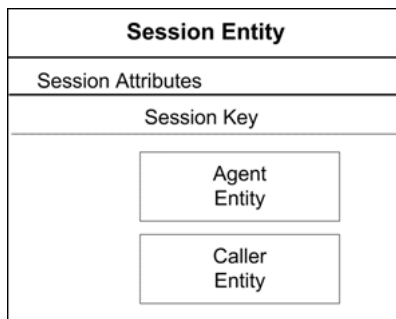 Session Entity
Session Attributes
Session Key
Agent
Entity
Caller
Entity